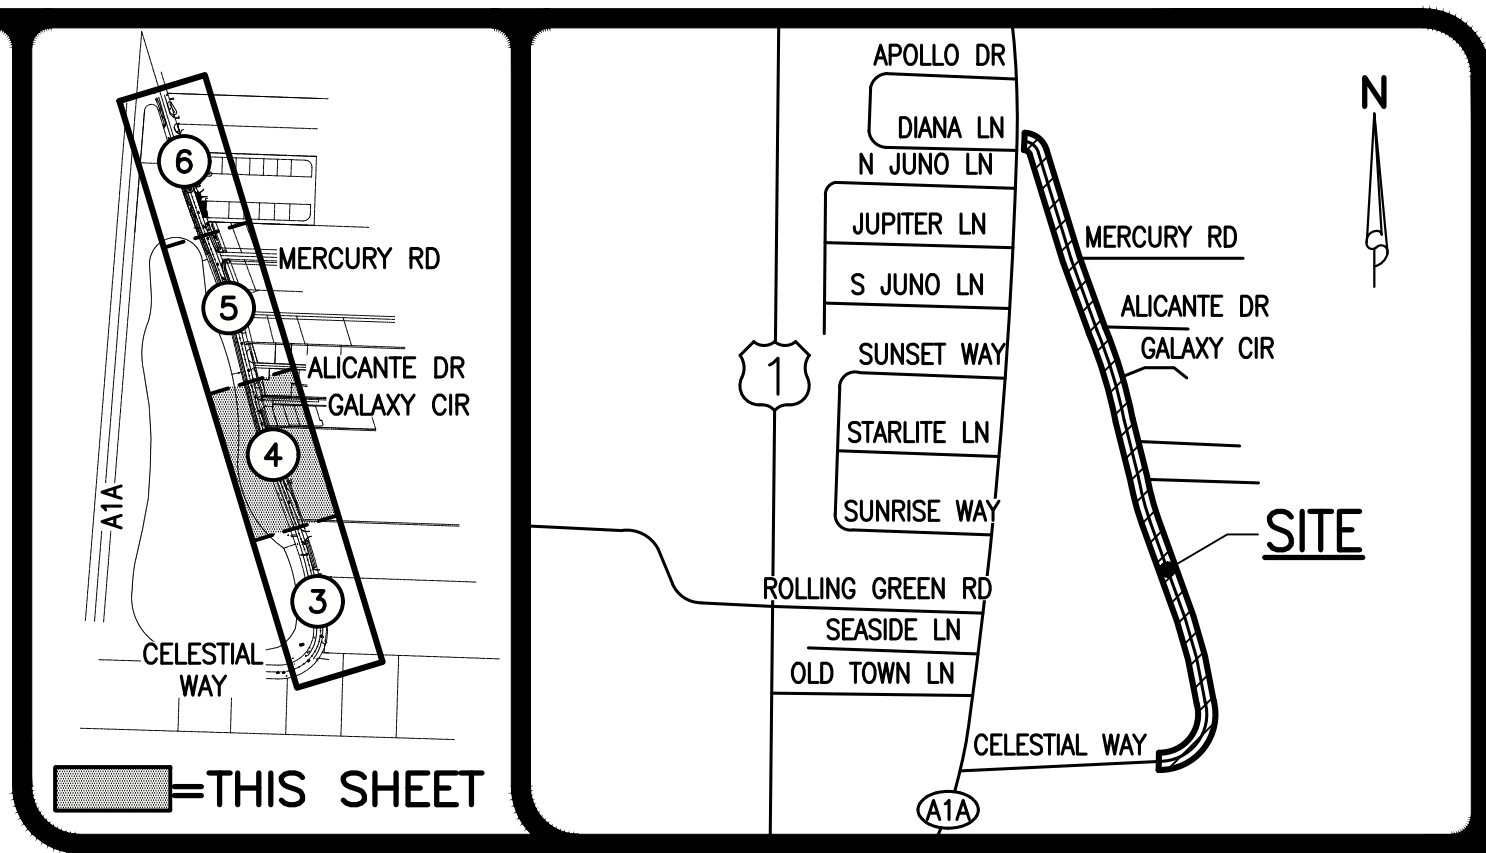 6
MERCURY RD
5
ALICANTE DR
GALAXY CIR
4
A1A
3
CELESTIAL
WAY
=THIS SHEET
APOLLO DR
DIANA LN
N JUNO LN
JUPITER LN
S JUNO LN
SUNSET WAY
1
STARLITE LN
SUNRISE WAY
ROLLING GREEN RD
SEASIDE LN
OLD TOWN LN
CELESTIAL WAY
A1A
N
MERCURY RD
ALICANTE DR
GALAXY CIR
SITE